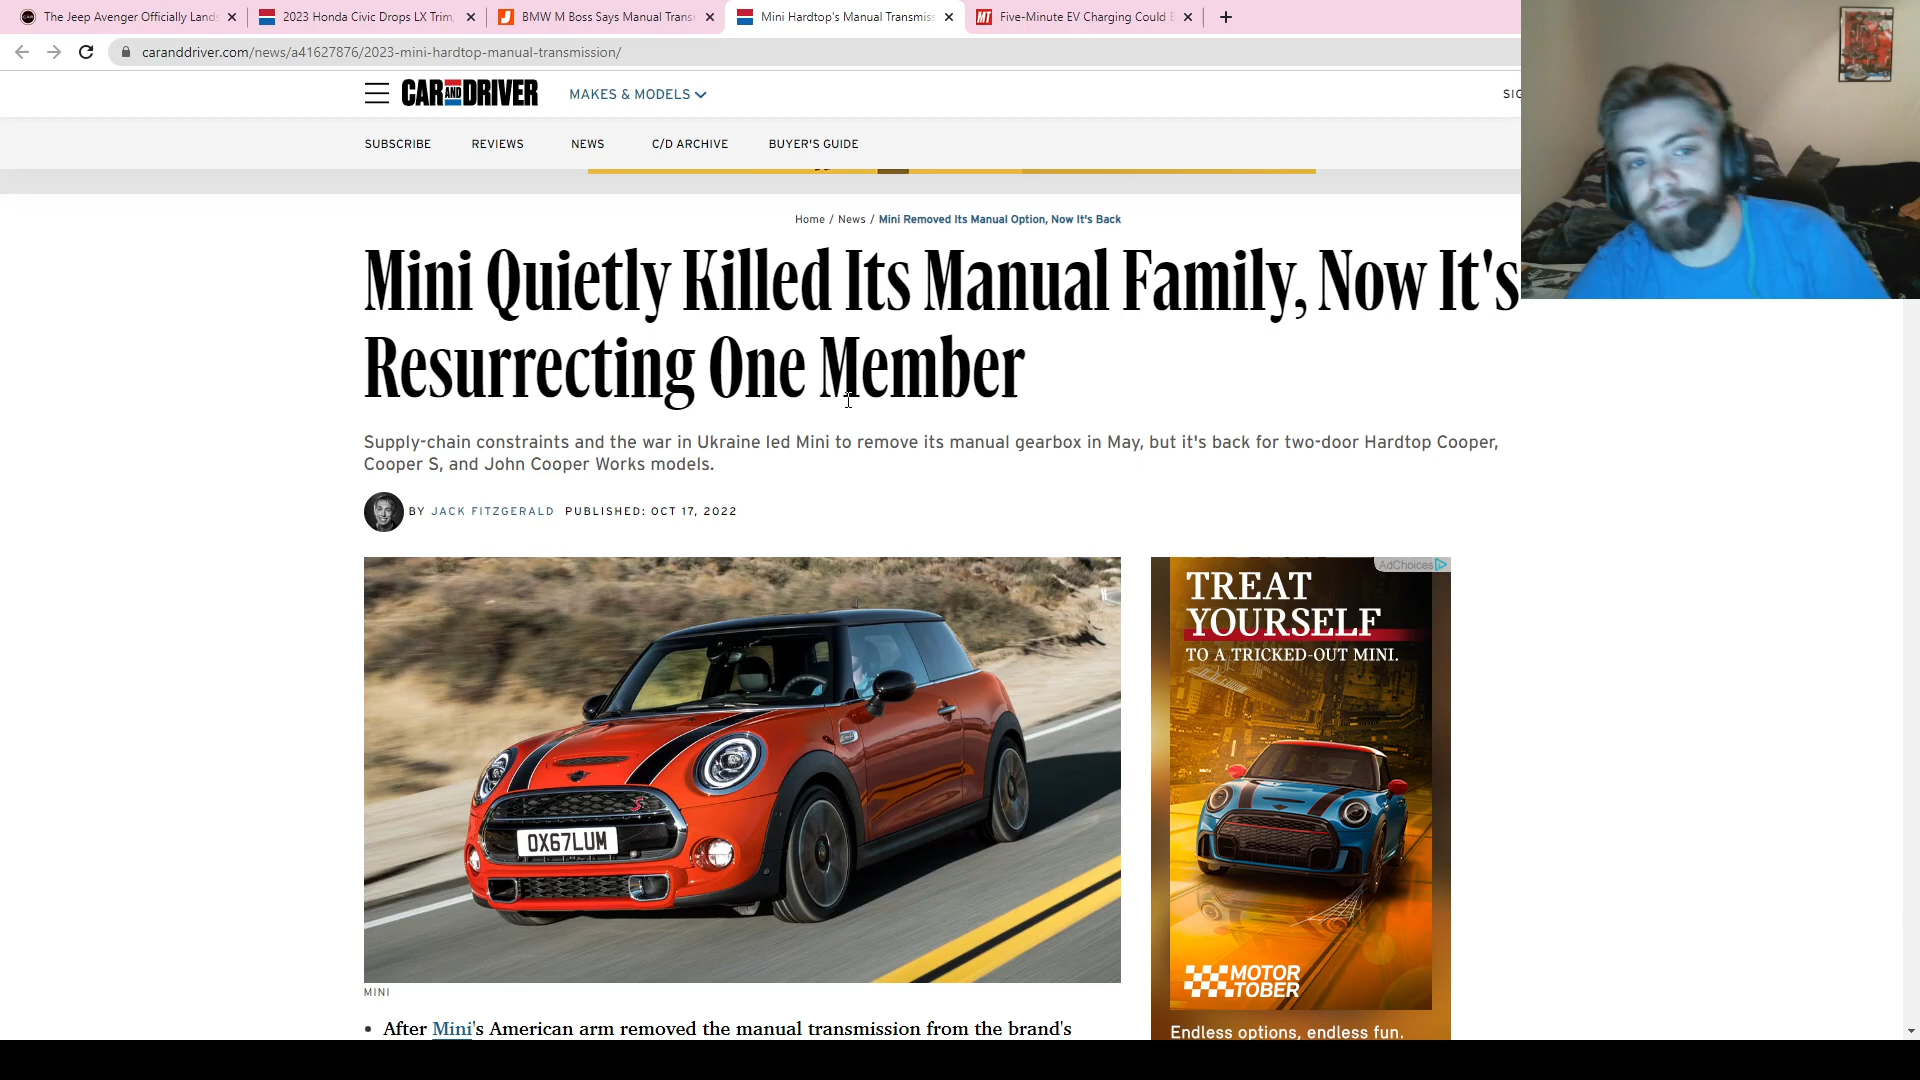 The Jeep Avenger Officially Lands
2023 Honda Civic Drops LX Trim,
BMW M Boss Says Manual Trans
Mini Hardtop's Manual Transmiss
Five-Minute EV Charging Could B
caranddriver.com/news/a41627876/2023-mini-hardtop-manual-transmission/
CAR AND DRIVER
MAKES & MODELS
SIG
SUBSCRIBE
REVIEWS
NEWS
C/D ARCHIVE
BUYER'S GUIDE
Home / News / Mini Removed Its Manual Option, Now It's Back
Mini Quietly Killed Its Manual Family, Now It's
Resurrecting One Member
Supply-chain constraints and the war in Ukraine led Mini to remove its manual gearbox in May, but it's back for two-door Hardtop Cooper,
Cooper S, and John Cooper Works models.
BY JACK FITZGERALD PUBLISHED: OCT 17, 2022
OX67LUM
MINI
AdChoices
TREAT
YOURSELF
TO A TRICKED-OUT MINI.
MOTOR
TOBER
Endless options, endless fun.
• After Mini's American arm removed the manual transmission from the brand's